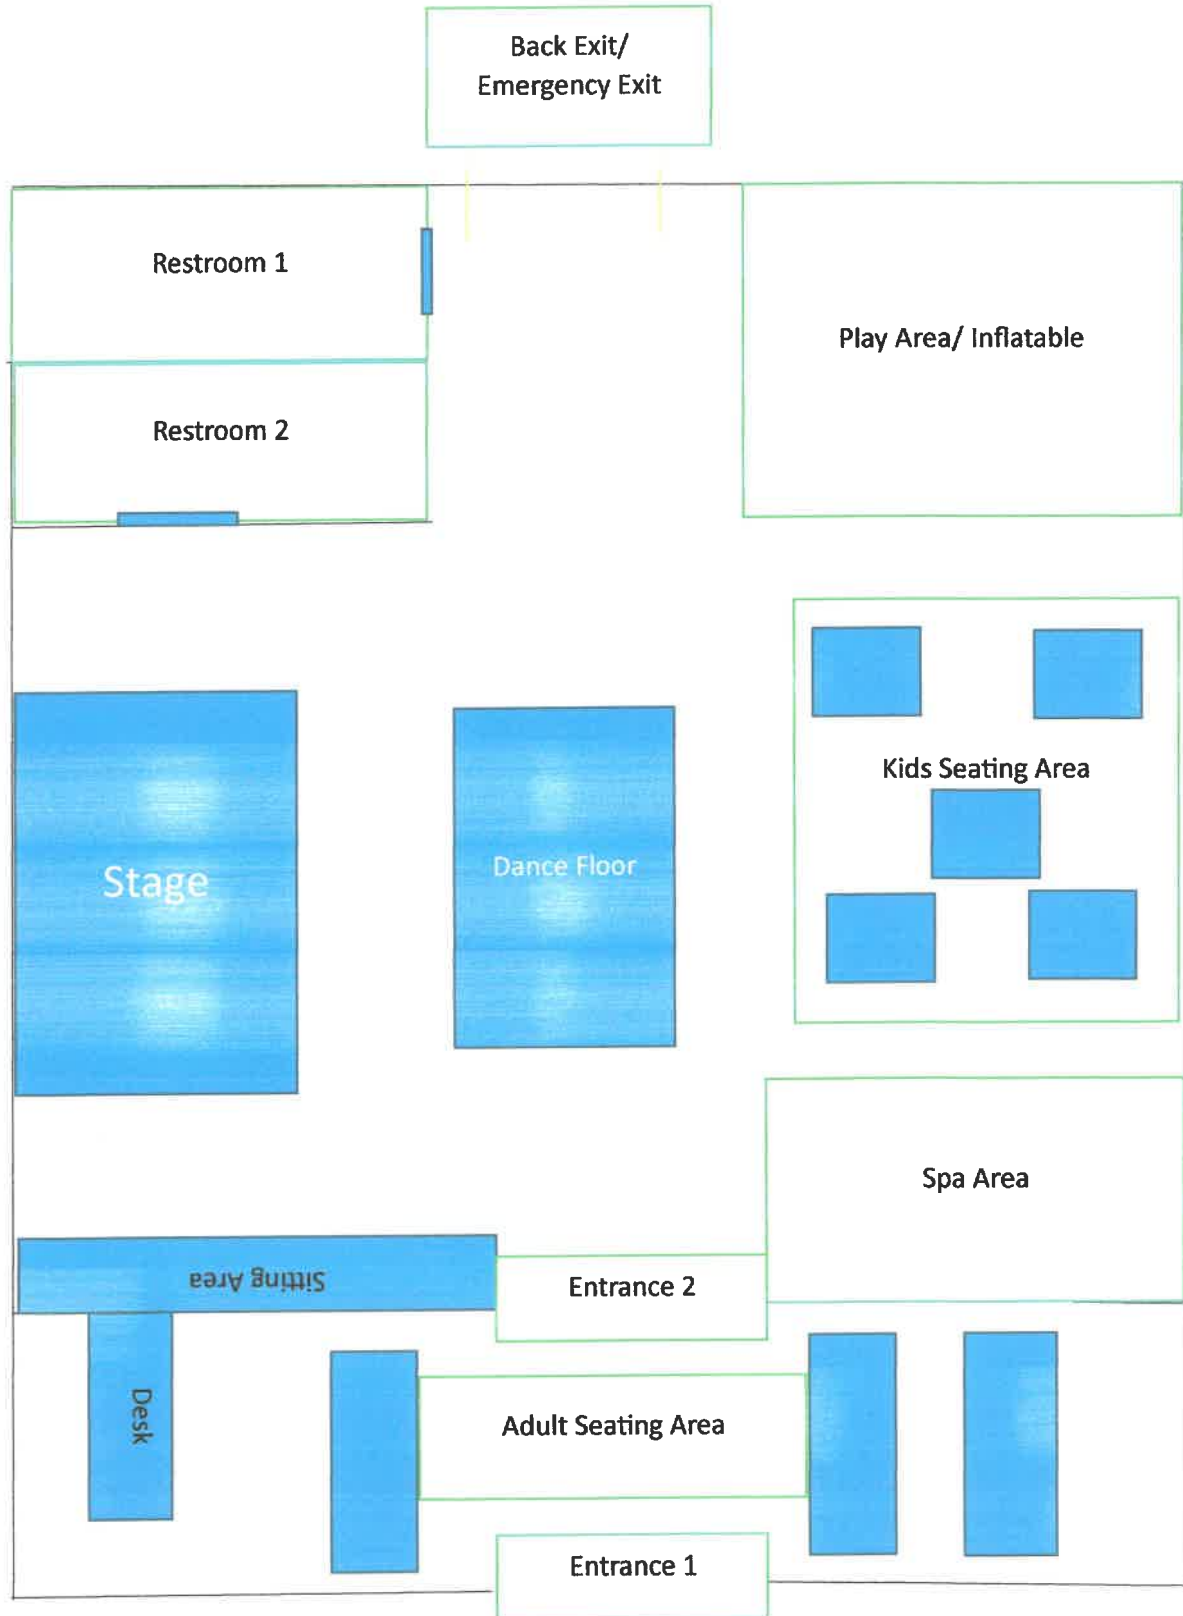 Back Exit/
Emergency Exit
Restroom 1
Play Area/ Inflatable
Restroom 2
Kids Seating Area
Stage
Dance Floor
Spa Area
Sitting Area
Entrance 2
Desk
Adult Seating Area
Entrance 1